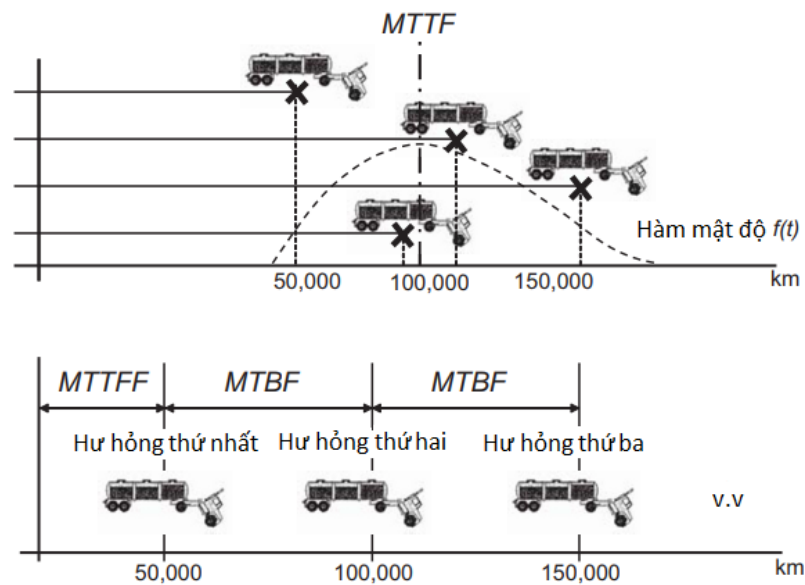 MTTF
Hàm mật độ f(t)
50,000 100,000 150,000 km
MTTFF MTBF MTBF
Hư hỏng thứ nhất Hư hỏng thứ hai Hư hỏng thứ ba
v.v
50,000 100,000 150,000 km